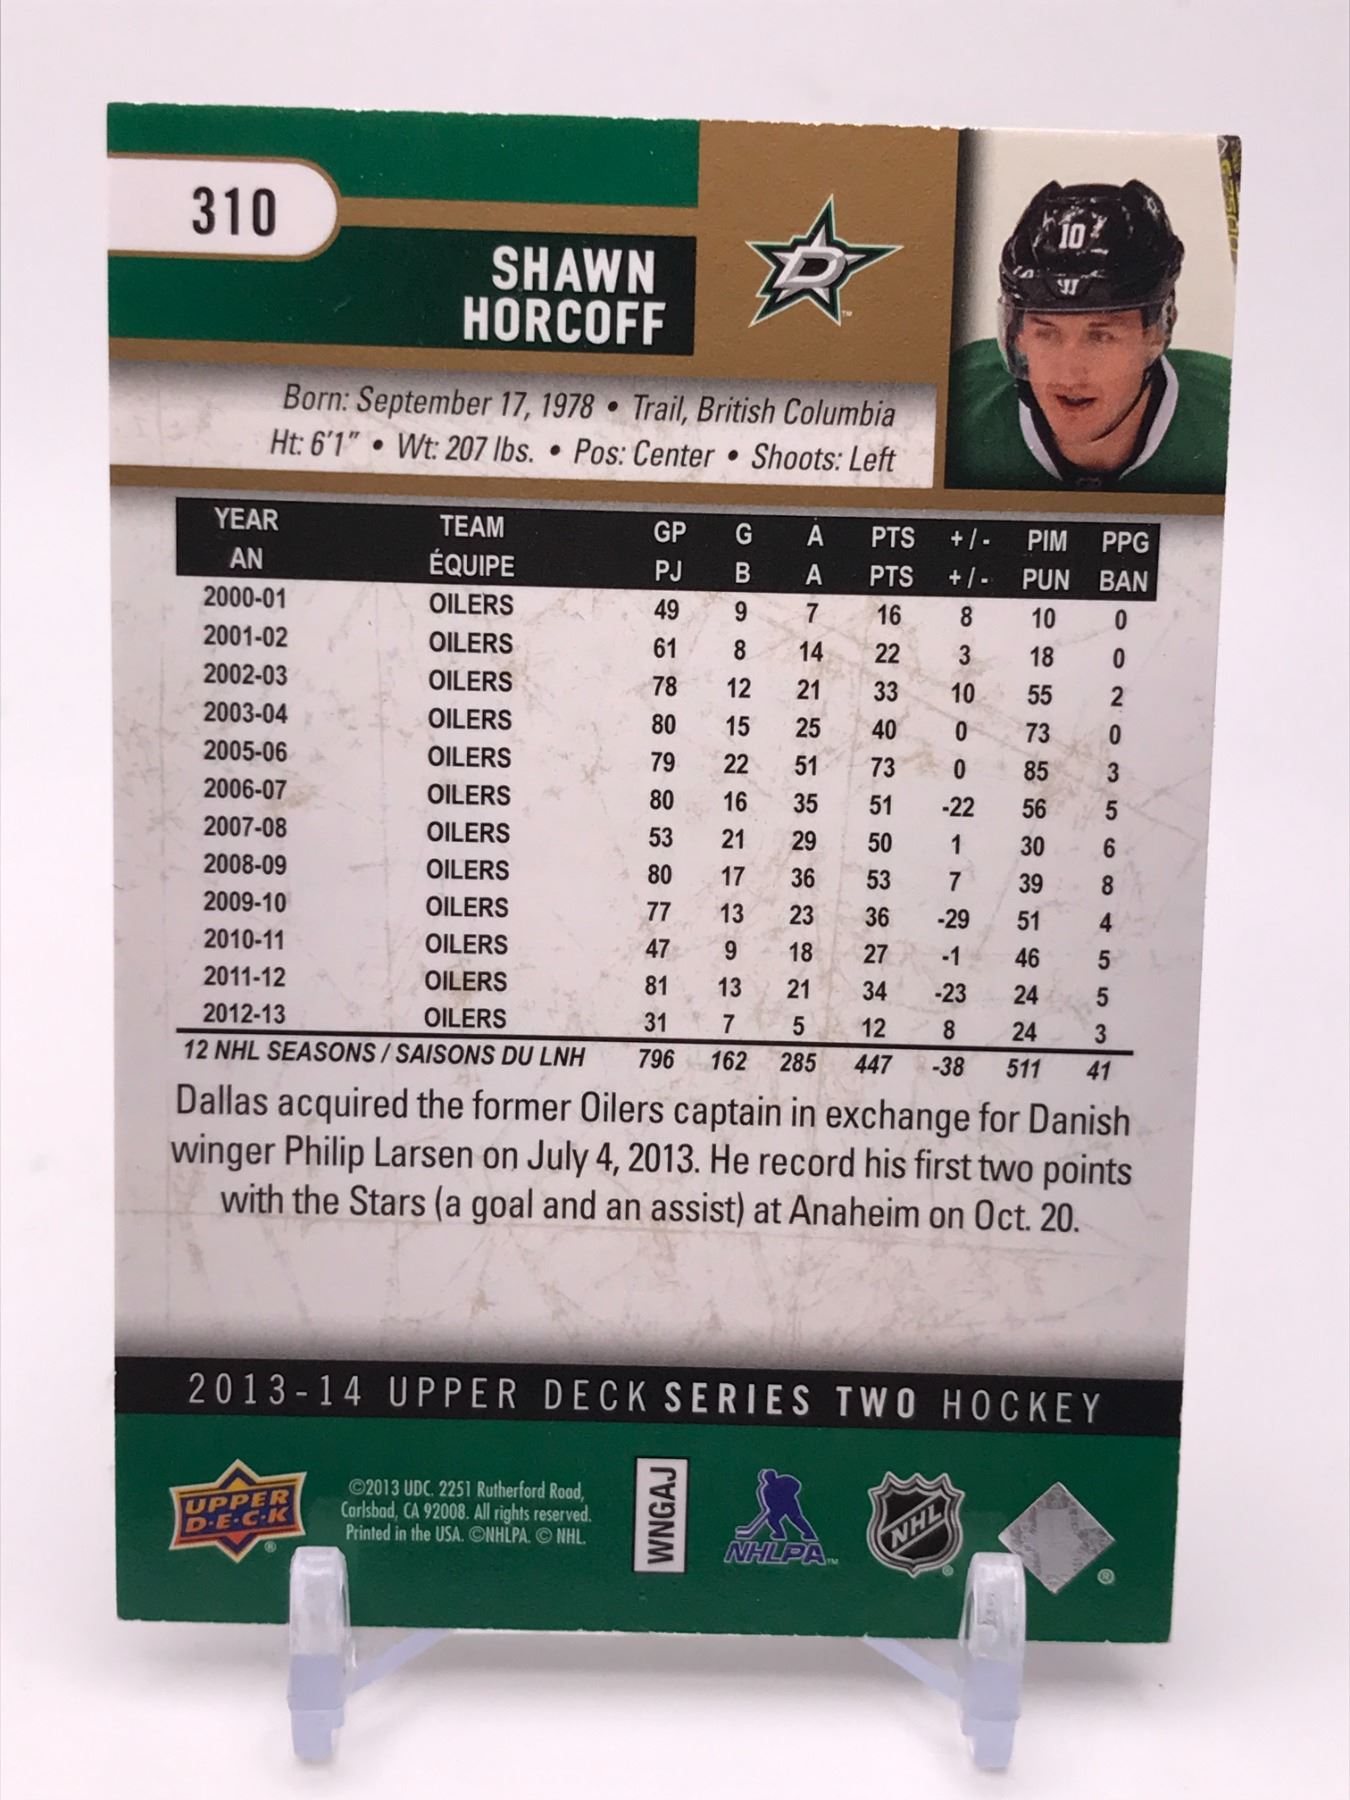 310
SHAWN
HORCOFF
D
™
10
Born: September 17, 1978 • Trail, British Columbia
Ht: 6'1" • Wt: 207 lbs. • Pos: Center • Shoots: Left
YEAR TEAM GP G A PTS +/- PIM PPG
AN ÉQUIPE PJ B A PTS +/- PUN BAN
2000-01 OILERS 49 9 7 16 8 10 0
2001-02 OILERS 61 8 14 22 3 18 0
2002-03 OILERS 78 12 21 33 10 55 2
2003-04 OILERS 80 15 25 40 0 73 0
2005-06 OILERS 79 22 51 73 0 85 3
2006-07 OILERS 80 16 35 51 -22 56 5
2007-08 OILERS 53 21 29 50 1 30 6
2008-09 OILERS 80 17 36 53 7 39 8
2009-10 OILERS 77 13 23 36 -29 51 4
2010-11 OILERS 47 9 18 27 -1 46 5
2011-12 OILERS 81 13 21 34 -23 24 5
2012-13 OILERS 31 7 5 12 8 24 3
12 NHL SEASONS / SAISONS DU LNH 796 162 285 447 -38 511 41
Dallas acquired the former Oilers captain in exchange for Danish
winger Philip Larsen on July 4, 2013. He record his first two points
with the Stars (a goal and an assist) at Anaheim on Oct. 20.
2013-14 UPPER DECK SERIES TWO HOCKEY
UPPER
D·E·C·K
®
©2013 UDC. 2251 Rutherford Road,
Carlsbad, CA 92008. All rights reserved.
Printed in the USA. ©NHLPA. © NHL.
WNGAJ
NHLPA™
NHL
®
®